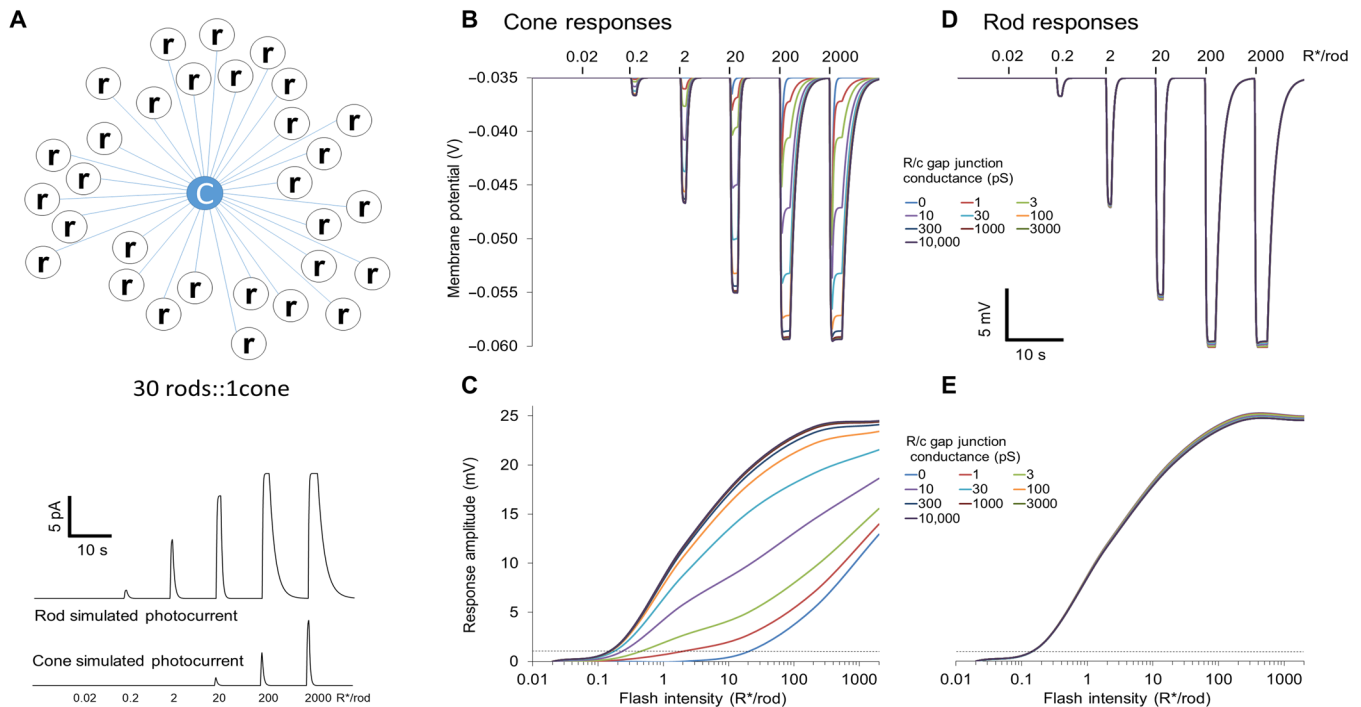 A
r r r r r r r r r r r r r r r r r r r r r r r r r r r r r r
C
30 rods::1cone
5 pA
10 s
Rod simulated photocurrent
Cone simulated photocurrent
0.02 0.2 2 20 200 2000 R*/rod
B Cone responses
0.02 0.2 2 20 200 2000
Membrane potential (V)
−0.035
−0.040
−0.045
−0.050
−0.055
−0.060
R/c gap junction
conductance (pS)
0 1 3
10 30 100
300 1000 3000
10,000
D Rod responses
0.02 0.2 2 20 200 2000 R*/rod
5 mV
10 s
C
Response amplitude (mV)
25
20
15
10
5
0
0.01 0.1 1 10 100 1000
Flash intensity (R*/rod)
R/c gap junction
conductance (pS)
0 1 3
10 30 100
300 1000 3000
10,000
E
0.01 0.1 1 10 100 1000
Flash intensity (R*/rod)